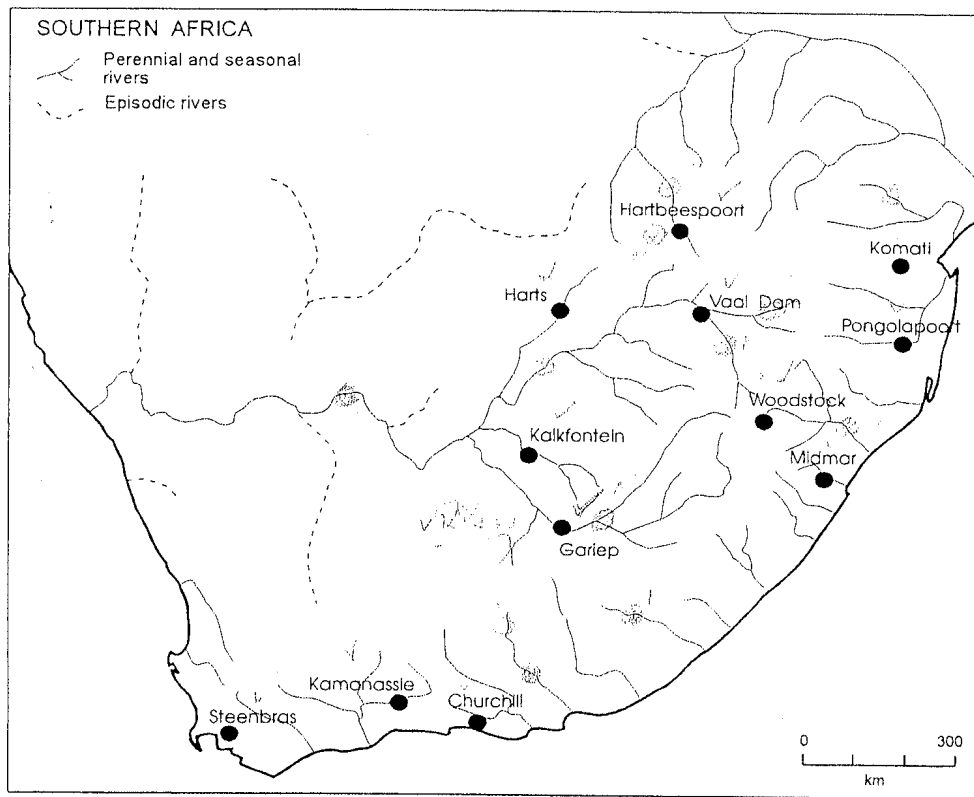 SOUTHERN AFRICA
Perennial and seasonal
rivers
Episodic rivers
Hartbeespoort
Komati
Harts
Vaal Dam
Pongolapoort
Woodstock
Kalkfontein
Midmar
Gariep
Kamanassie
Churchill
Steenbras
0 300
km